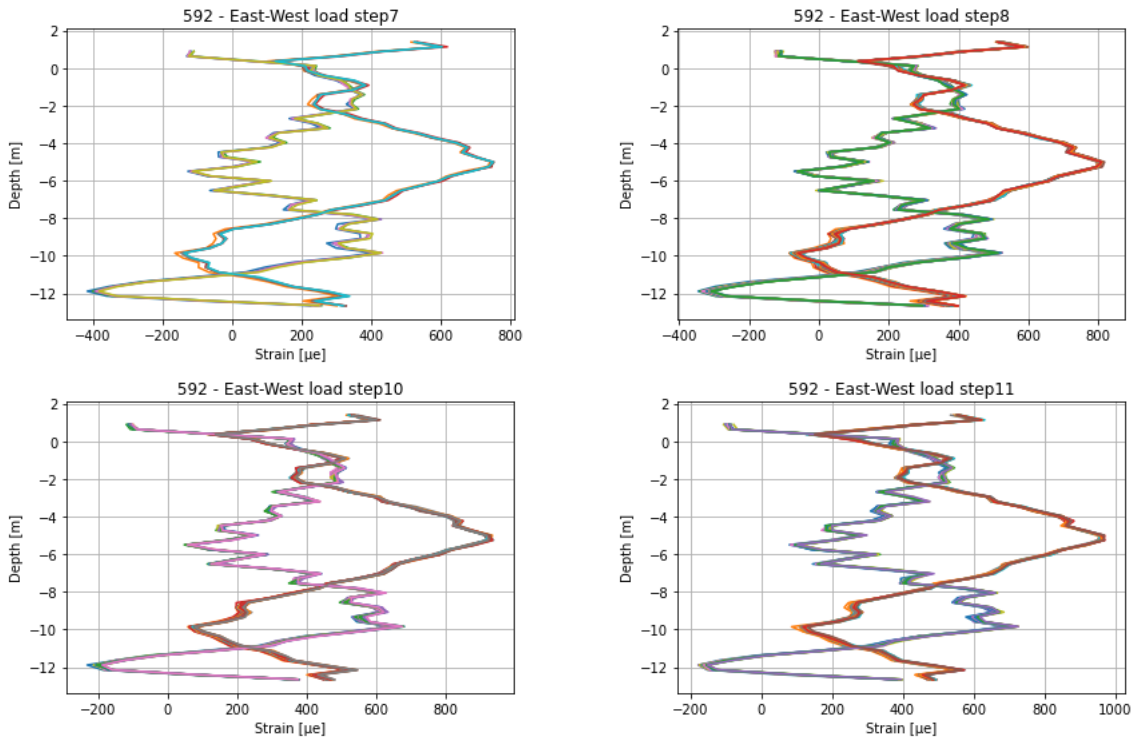 592 - East-West load step7
2
0
−2
−4
−6
−8
−10
−12
Depth [m]
−400 −200 0 200 400 600 800
Strain [µe]
592 - East-West load step8
2
0
−2
−4
−6
−8
−10
−12
Depth [m]
−400 −200 0 200 400 600 800
Strain [µe]
592 - East-West load step10
2
0
−2
−4
−6
−8
−10
−12
Depth [m]
−200 0 200 400 600 800
Strain [µe]
592 - East-West load step11
2
0
−2
−4
−6
−8
−10
−12
Depth [m]
−200 0 200 400 600 800 1000
Strain [µe]